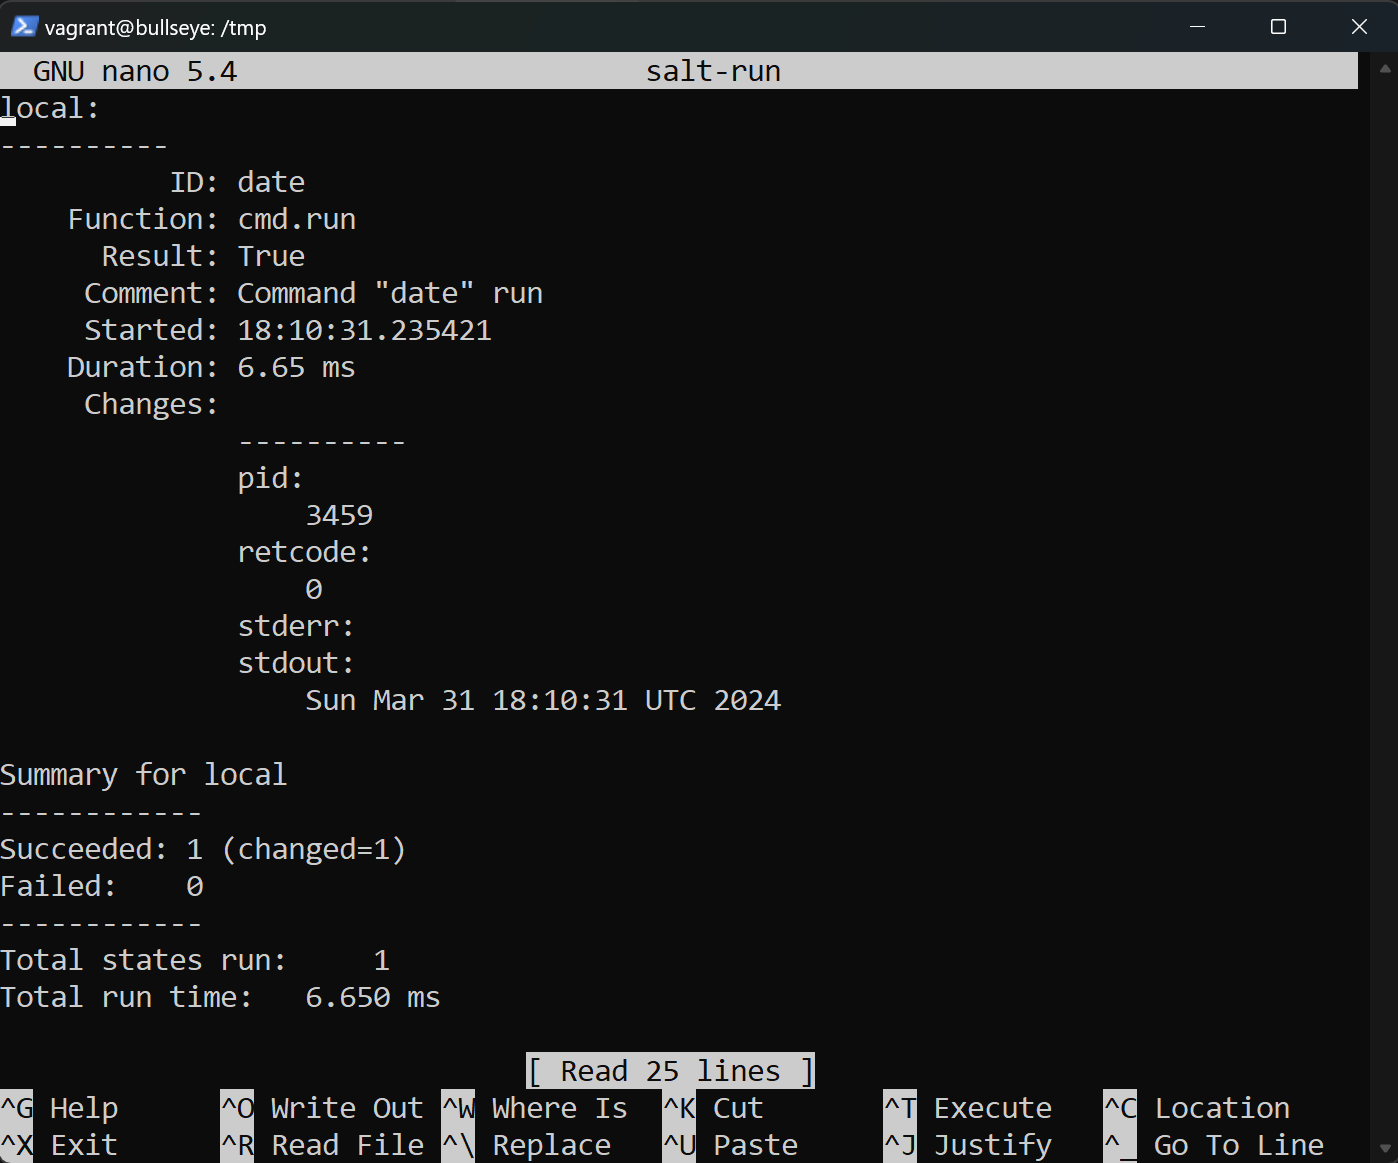 vagrant@bullseye: /tmp
GNU nano 5.4 salt-run
local:
----------
          ID: date
    Function: cmd.run
      Result: True
     Comment: Command "date" run
     Started: 18:10:31.235421
    Duration: 6.65 ms
     Changes:
              ----------
              pid:
                  3459
              retcode:
                  0
              stderr:
              stdout:
                  Sun Mar 31 18:10:31 UTC 2024

Summary for local
------------
Succeeded: 1 (changed=1)
Failed:    0
------------
Total states run:     1
Total run time:   6.650 ms

[ Read 25 lines ]
^G Help ^O Write Out ^W Where Is ^K Cut ^T Execute ^C Location
^X Exit ^R Read File ^\ Replace ^U Paste ^J Justify ^_ Go To Line